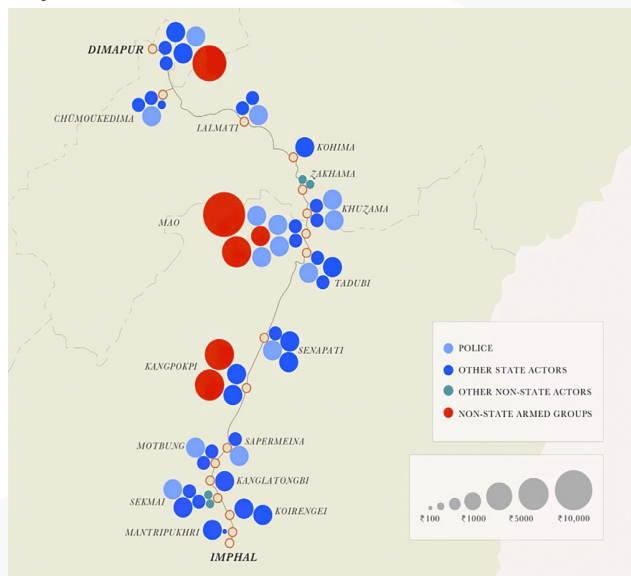 DIMAPUR
CHÜMOUKEDIMA
LALMATI
KOHIMA
ZAKHAMA
KHUZAMA
MAO
TADUBI
SENAPATI
KANGPOKPI
MOTBUNG
SAPERMEINA
KANGLATONGBI
SEKMAI
KOIRENGEI
MANTRIPUKHRI
IMPHAL
POLICE
OTHER STATE ACTORS
OTHER NON-STATE ACTORS
NON-STATE ARMED GROUPS
₹100 ₹1000 ₹5000 ₹10,000